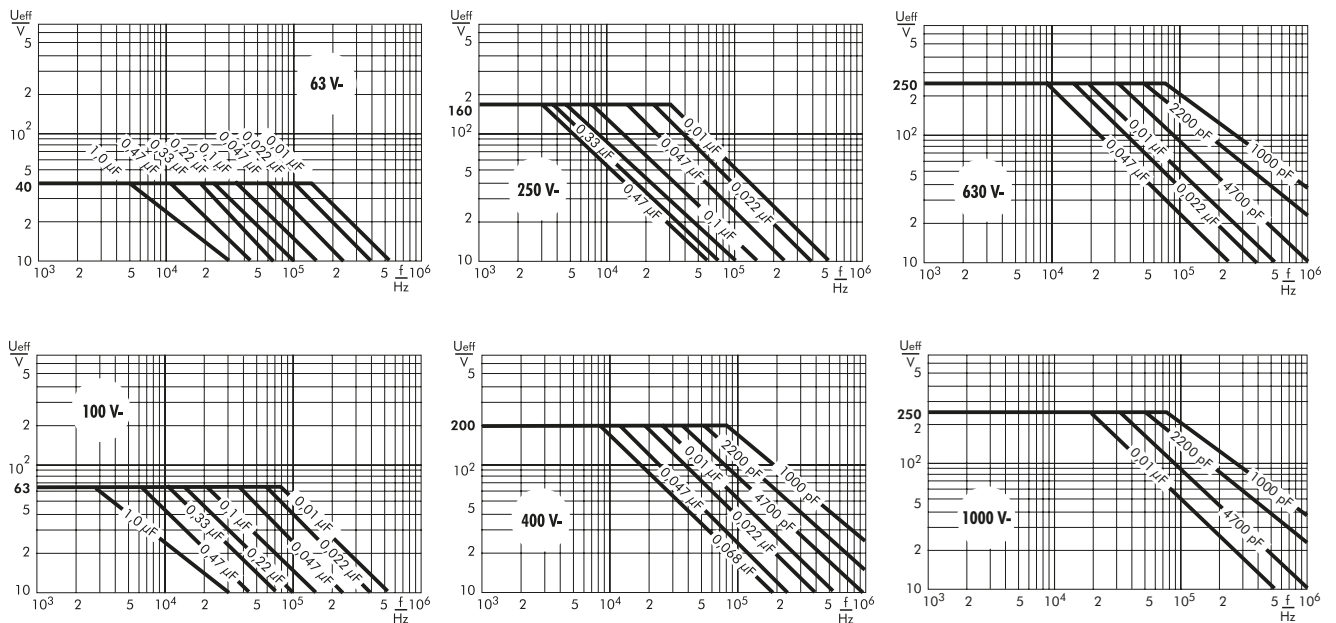 Ueff
V
5
2
10²
5
40
2
10
63 V-
1,0 µF
0,47 µF
0,33 µF
0,22 µF
0,1 µF
0,047 µF
0,022 µF
0,01 µF
10³ 2 5 10⁴ 2 5 10⁵ 2 5 f/Hz 10⁶
Ueff
V
5
2
160
10²
5
2
10
250 V-
0,33 µF
0,47 µF
0,01 µF
0,047 µF
0,022 µF
0,1 µF
10³ 2 5 10⁴ 2 5 10⁵ 2 5 f/Hz 10⁶
Ueff
V
5
250
2
10²
5
2
10
630 V-
2200 pF
1000 pF
0,01 µF
0,047 µF
4700 pF
0,022 µF
10³ 2 5 10⁴ 2 5 10⁵ 2 5 f/Hz 10⁶
Ueff
V
5
2
10²
63
5
2
10
100 V-
1,0 µF
0,33 µF
0,1 µF
0,01 µF
0,47 µF
0,22 µF
0,047 µF
0,022 µF
10³ 2 5 10⁴ 2 5 10⁵ 2 5 f/Hz 10⁶
Ueff
V
5
200
10²
5
2
10
400 V-
2200 pF
1000 pF
0,01 µF
0,047 µF
4700 pF
0,022 µF
0,068 µF
10³ 2 5 10⁴ 2 5 10⁵ 2 5 f/Hz 10⁶
Ueff
V
5
250
2
10²
5
2
10
1000 V-
2200 pF
1000 pF
0,01 µF
4700 pF
10³ 2 5 10⁴ 2 5 10⁵ 2 5 f/Hz 10⁶